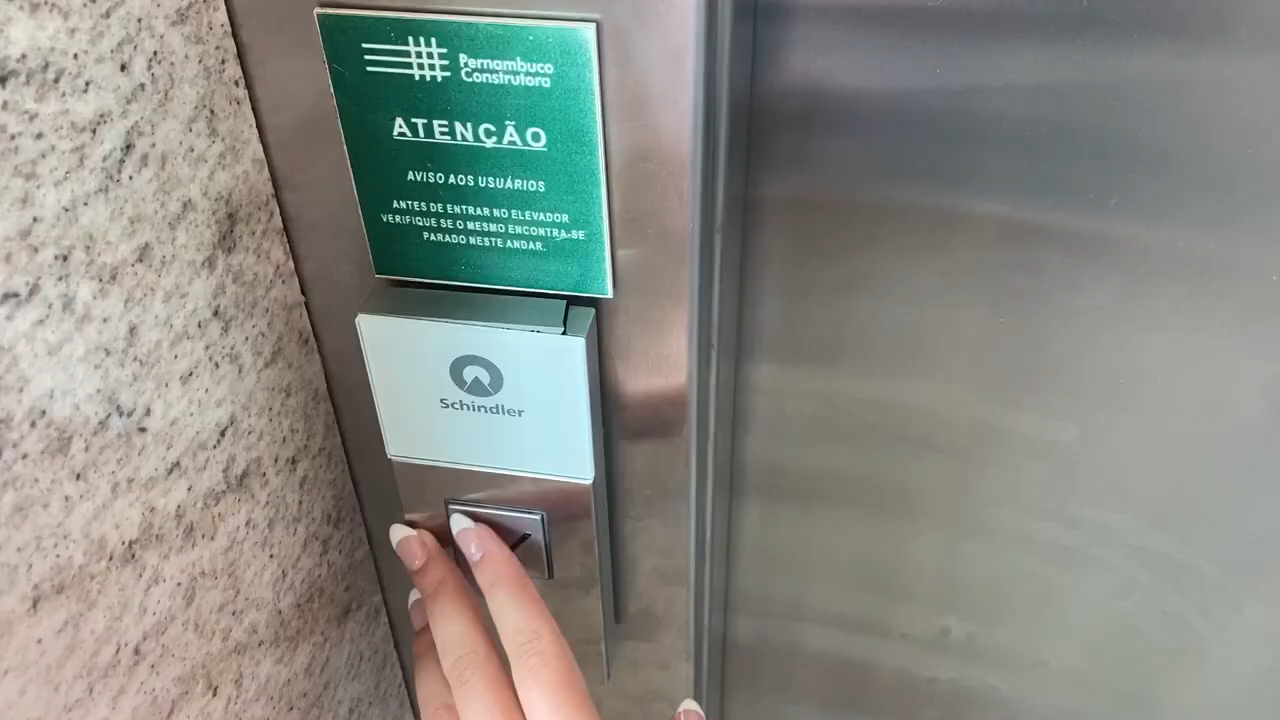 Pernambuco
Construtora
ATENÇÃO
AVISO AOS USUÁRIOS
ANTES DE ENTRAR NO ELEVADOR
VERIFIQUE SE O MESMO ENCONTRA-SE
PARADO NESTE ANDAR.
Schindler